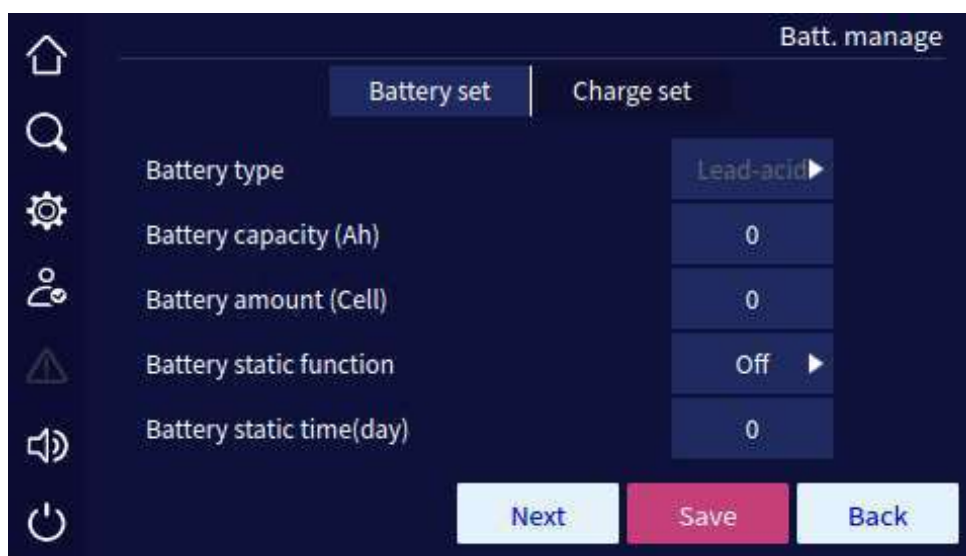 Batt. manage
Battery set Charge set
Battery type Lead-acid
Battery capacity (Ah) 0
Battery amount (Cell) 0
Battery static function Off
Battery static time(day) 0
Next Save Back